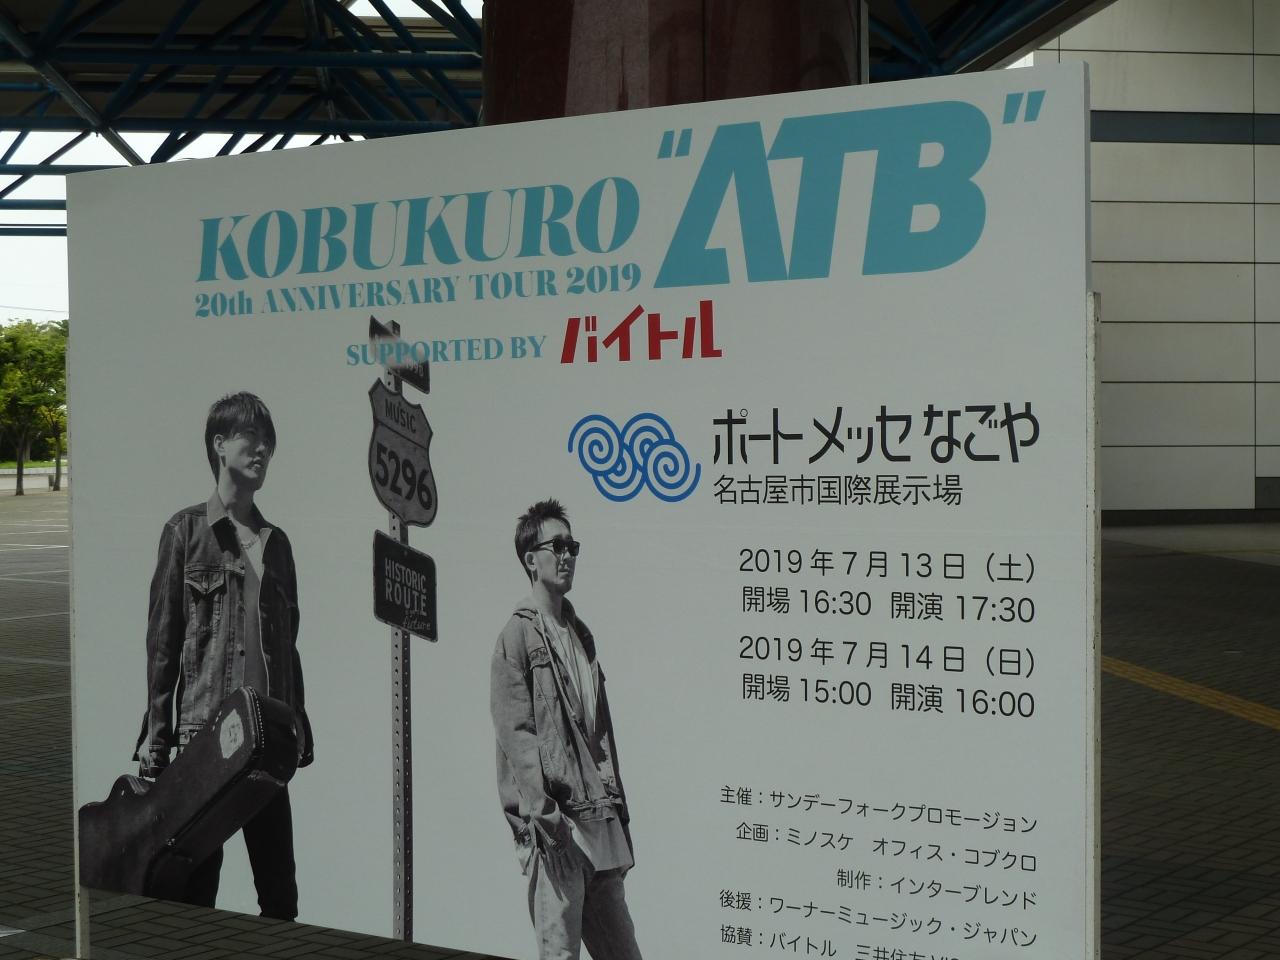 KOBUKURO "ATB"
20th ANNIVERSARY TOUR 2019
SUPPORTED BY バイトル
MUSIC
5296
HISTORIC
ROUTE
future
ポートメッセなごや
名古屋市国際展示場
2019年7月13日（土）
開場 16:30 開演 17:30
2019年7月14日（日）
開場 15:00 開演 16:00
主催：サンデーフォークプロモーション
企画：ミノスケ オフィス・コブクロ
制作：インターブレンド
後援：ワーナーミュージック・ジャパン
協賛：バイトル 三井住友